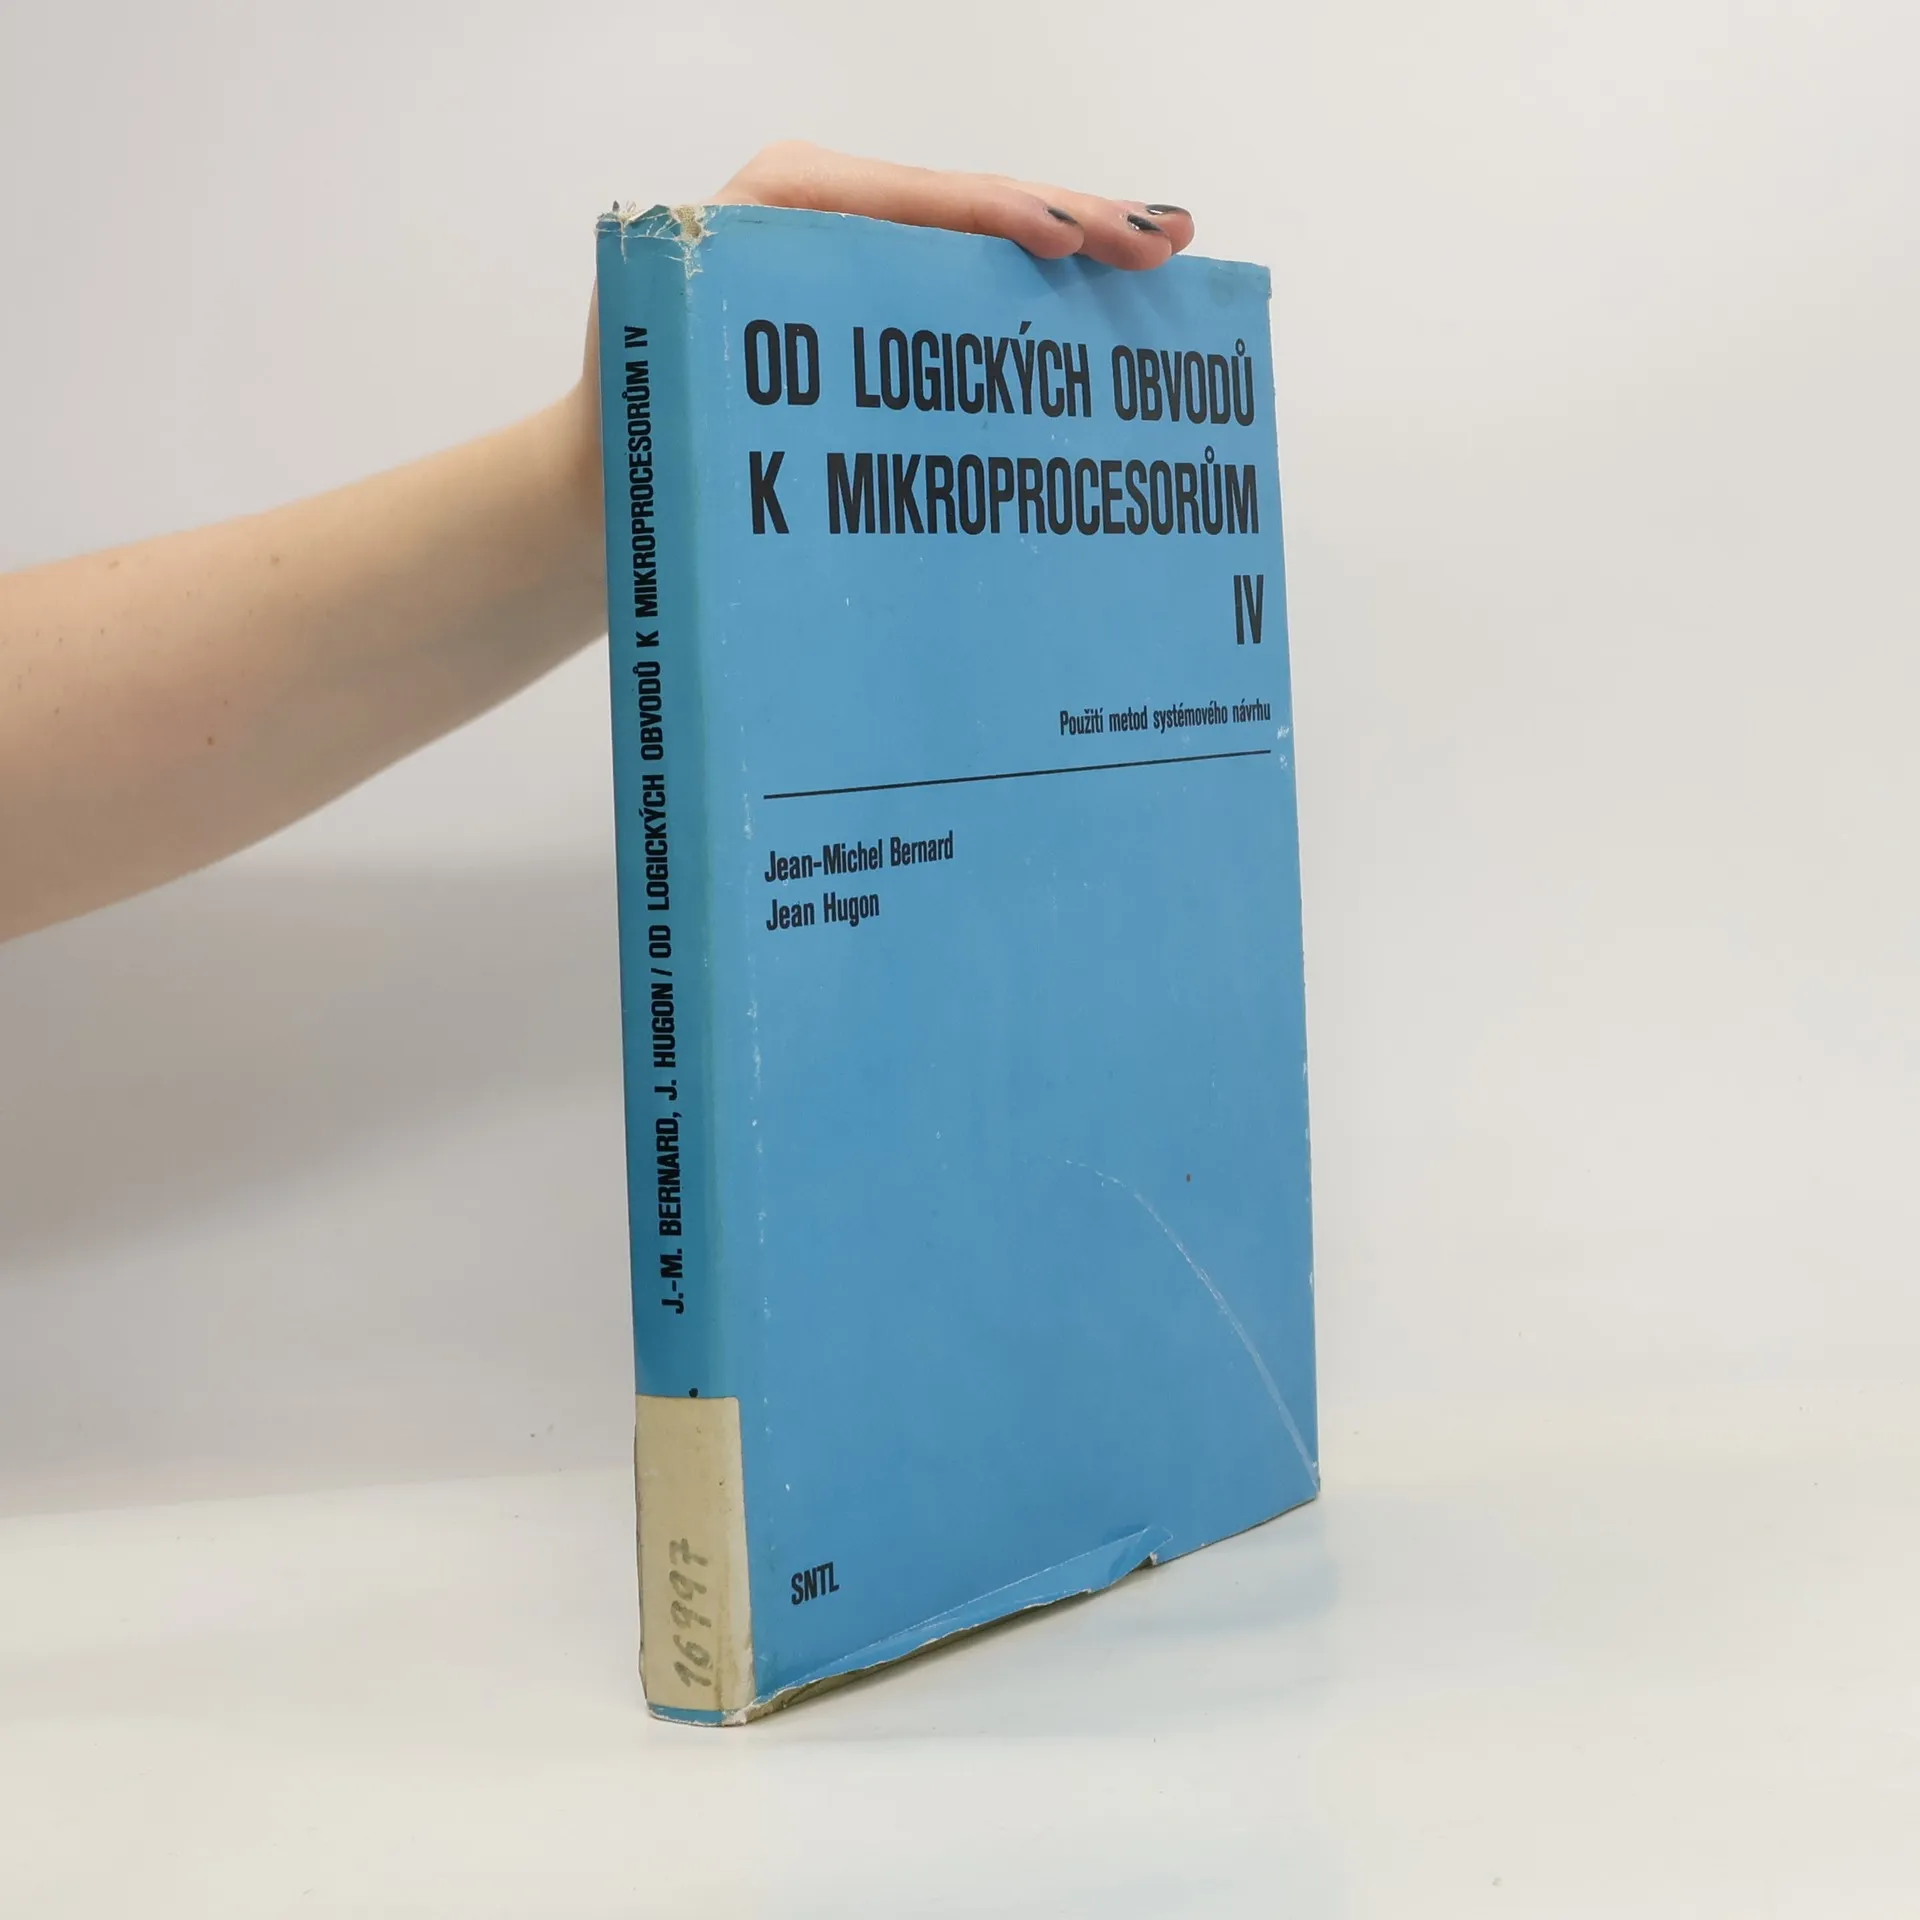 OD LOGICKÝCH OBVODŮ
K MIKROPROCESORŮM
IV
Použití metod systémového návrhu
Jean-Michel Bernard
Jean Hugon
SNTL
J.-M. BERNARD, J. HUGON / OD LOGICKÝCH OBVODŮ K MIKROPROCESORŮM IV
16997